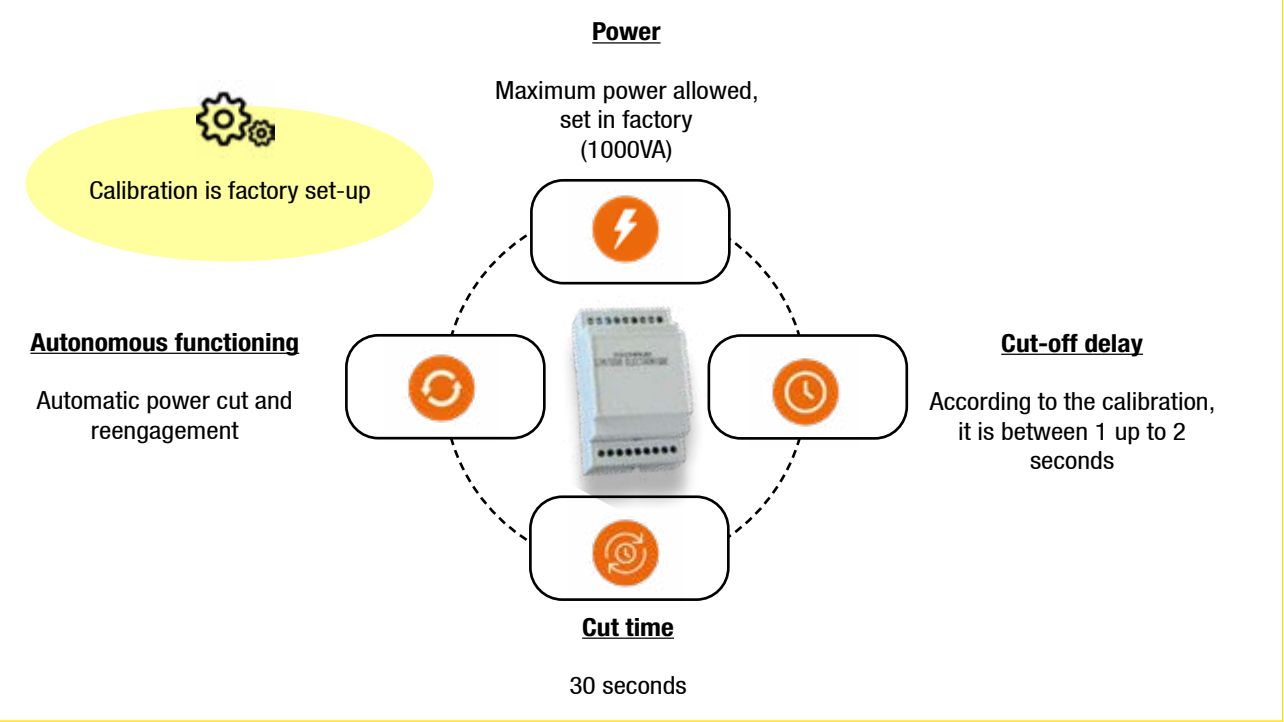 Power
Maximum power allowed,
set in factory
(1000VA)
Calibration is factory set-up
Autonomous functioning
Automatic power cut and
reengagement
Cut-off delay
According to the calibration,
it is between 1 up to 2
seconds
Cut time
30 seconds